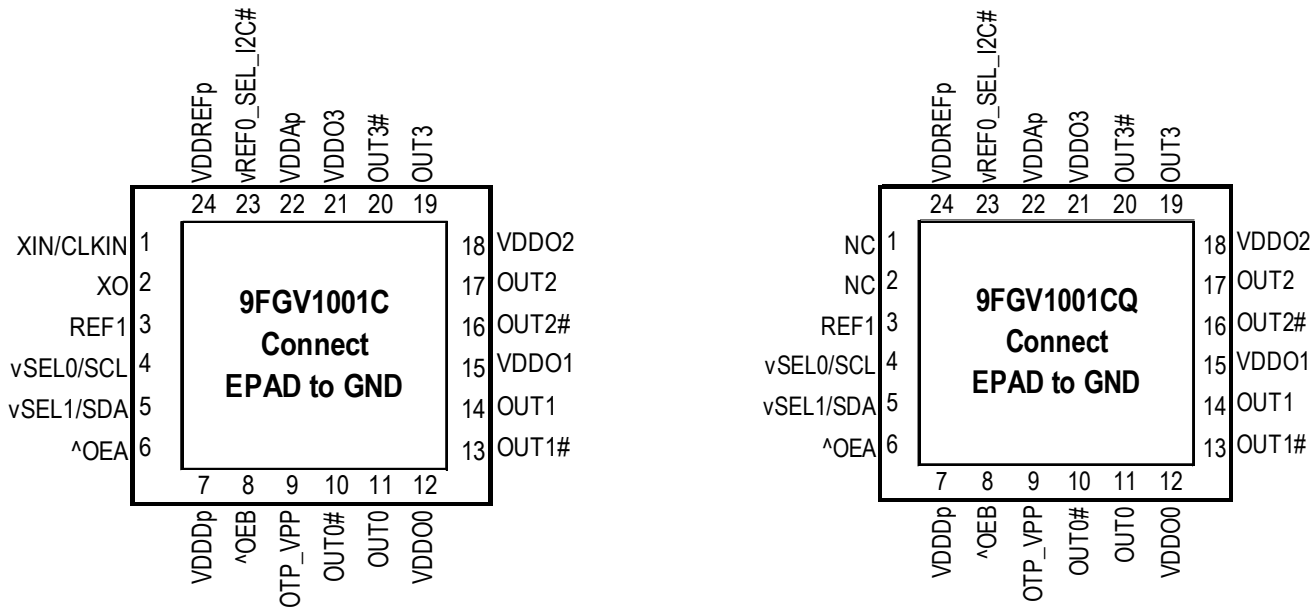 VDDREFp
vREF0_SEL_I2C#
VDDAp
VDDO3
OUT3#
OUT3
24 23 22 21 20 19
XIN/CLKIN 1
XO 2
REF1 3
vSEL0/SCL 4
vSEL1/SDA 5
^OEA 6
9FGV1001C
Connect
EPAD to GND
18 VDDO2
17 OUT2
16 OUT2#
15 VDDO1
14 OUT1
13 OUT1#
7 8 9 10 11 12
VDDDp
^OEB
OTP_VPP
OUT0#
OUT0
VDDO0
VDDREFp
vREF0_SEL_I2C#
VDDAp
VDDO3
OUT3#
OUT3
24 23 22 21 20 19
NC 1
NC 2
REF1 3
vSEL0/SCL 4
vSEL1/SDA 5
^OEA 6
9FGV1001CQ
Connect
EPAD to GND
18 VDDO2
17 OUT2
16 OUT2#
15 VDDO1
14 OUT1
13 OUT1#
7 8 9 10 11 12
VDDDp
^OEB
OTP_VPP
OUT0#
OUT0
VDDO0